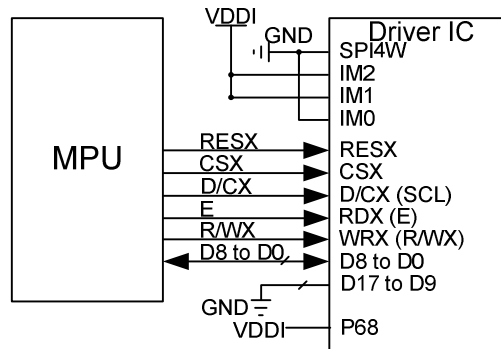 VDDI
GND
Driver IC
SPI4W
IM2
IM1
IM0
MPU
RESX
RESX
CSX
CSX
D/CX
D/CX (SCL)
E
RDX (E)
R/WX
WRX (R/WX)
D8 to D0
D8 to D0
D17 to D9
GND
VDDI
P68